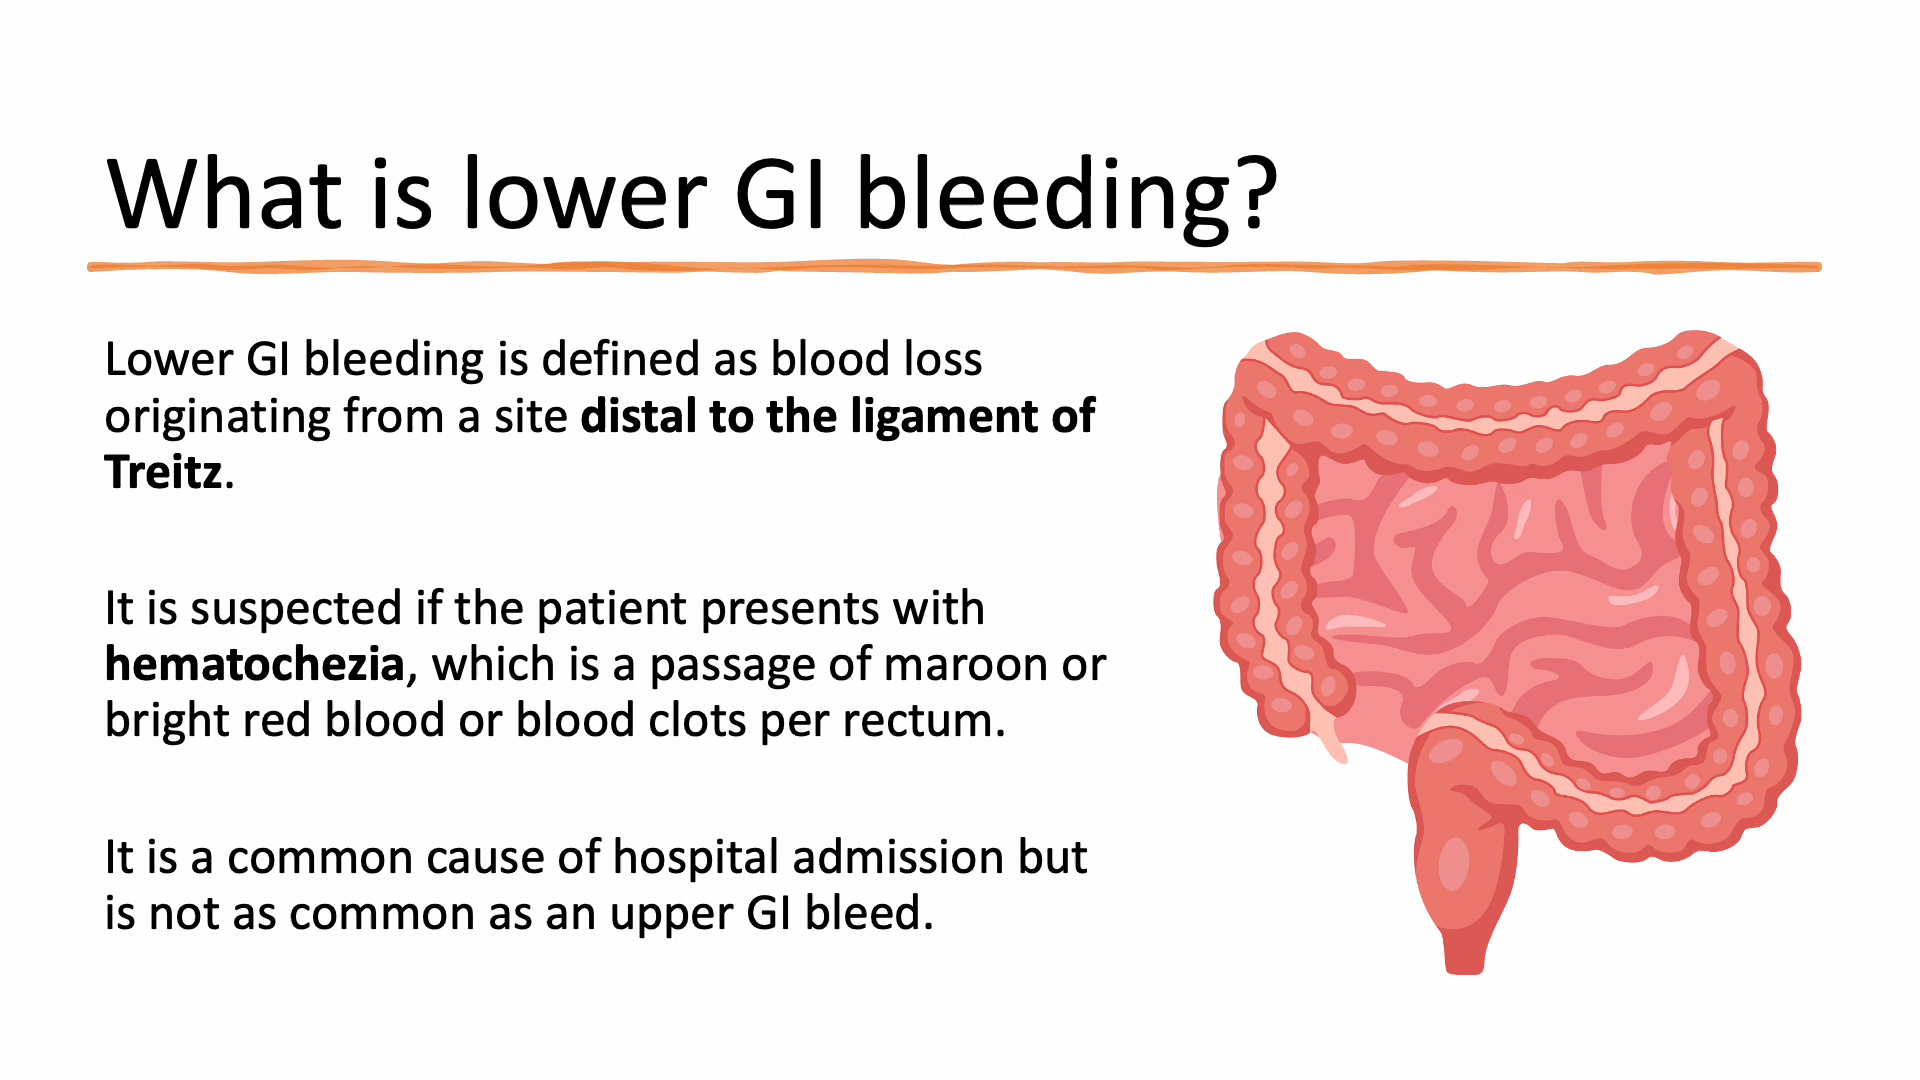 What is lower GI bleeding?
Lower GI bleeding is defined as blood loss
originating from a site distal to the ligament of
Treitz.
It is suspected if the patient presents with
hematochezia, which is a passage of maroon or
bright red blood or blood clots per rectum.
It is a common cause of hospital admission but
is not as common as an upper GI bleed.